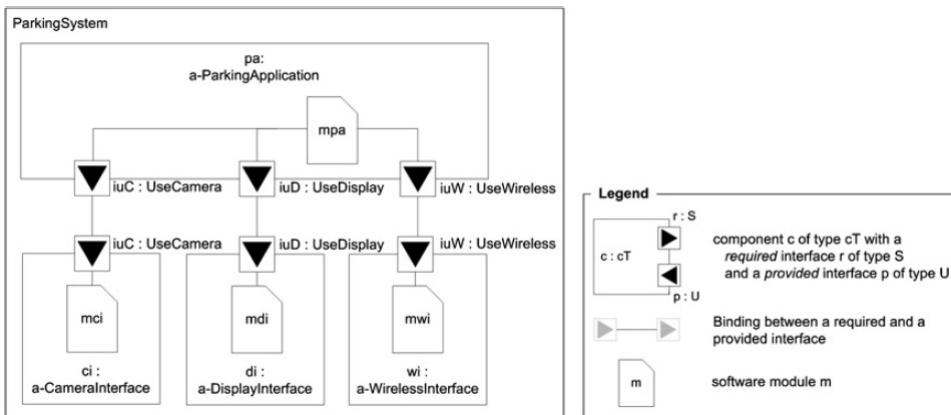 ParkingSystem
pa:
a-ParkingApplication
mpa
iuC : UseCamera
iuD : UseDisplay
iuW : UseWireless
iuC : UseCamera
iuD : UseDisplay
iuW : UseWireless
mci
mdi
mwi
ci :
a-CameraInterface
di :
a-DisplayInterface
wi :
a-WirelessInterface
Legend
r : S
c : cT
p : U
component c of type cT with a
required interface r of type S
and a provided interface p of type U
Binding between a required and a
provided interface
m
software module m